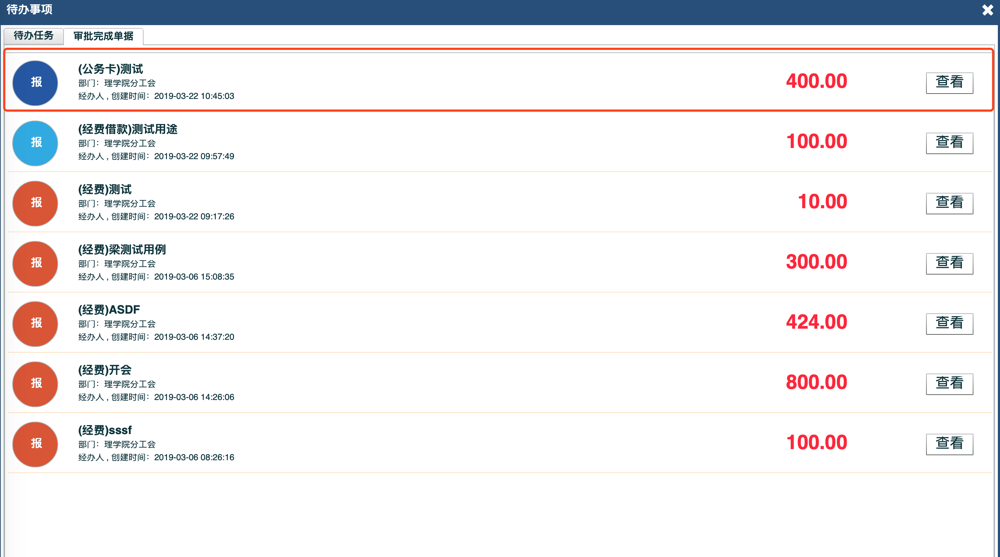 待办事项
待办任务 审批完成单据
报
(公务卡)测试
部门：理学院分工会
经办人 , 创建时间：2019-03-22 10:45:03
400.00
查看
报
(经费借款)测试用途
部门：理学院分工会
经办人 , 创建时间：2019-03-22 09:57:49
100.00
查看
报
(经费)测试
部门：理学院分工会
经办人 , 创建时间：2019-03-22 09:17:26
10.00
查看
报
(经费)梁测试用例
部门：理学院分工会
经办人 , 创建时间：2019-03-06 15:08:35
300.00
查看
报
(经费)ASDF
部门：理学院分工会
经办人 , 创建时间：2019-03-06 14:37:20
424.00
查看
报
(经费)开会
部门：理学院分工会
经办人 , 创建时间：2019-03-06 14:26:06
800.00
查看
报
(经费)sssf
部门：理学院分工会
经办人 , 创建时间：2019-03-06 08:26:16
100.00
查看